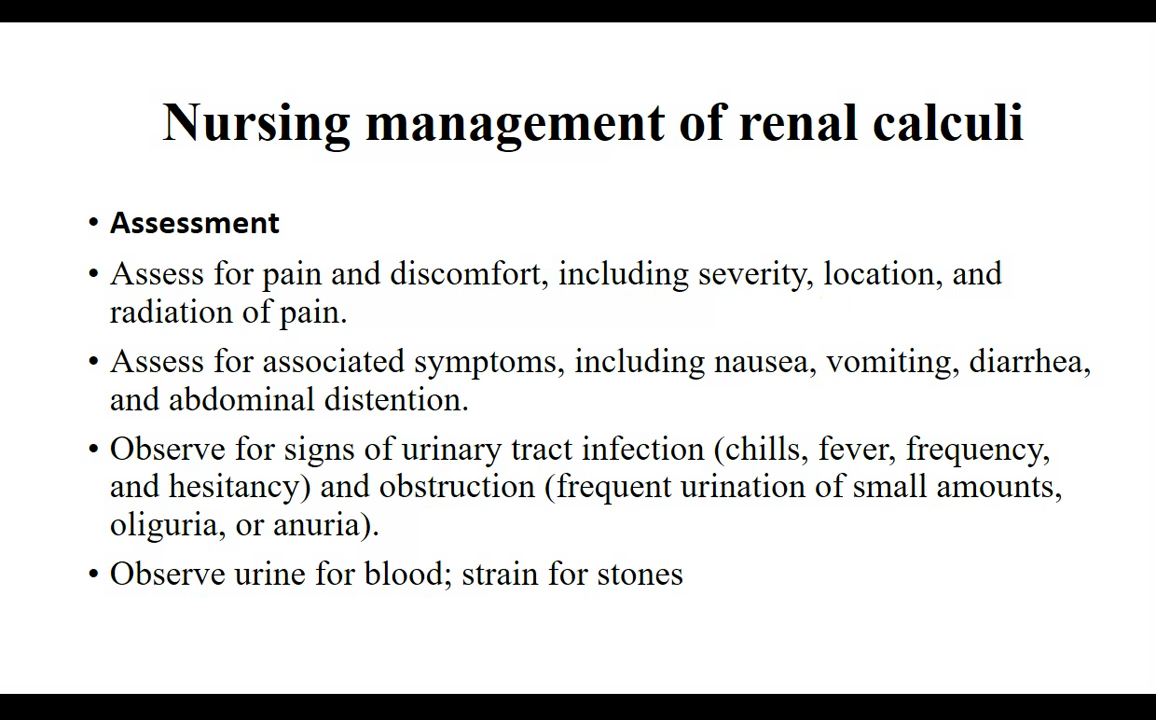 Nursing management of renal calculi
• Assessment
• Assess for pain and discomfort, including severity, location, and
radiation of pain.
• Assess for associated symptoms, including nausea, vomiting, diarrhea,
and abdominal distention.
• Observe for signs of urinary tract infection (chills, fever, frequency,
and hesitancy) and obstruction (frequent urination of small amounts,
oliguria, or anuria).
• Observe urine for blood; strain for stones